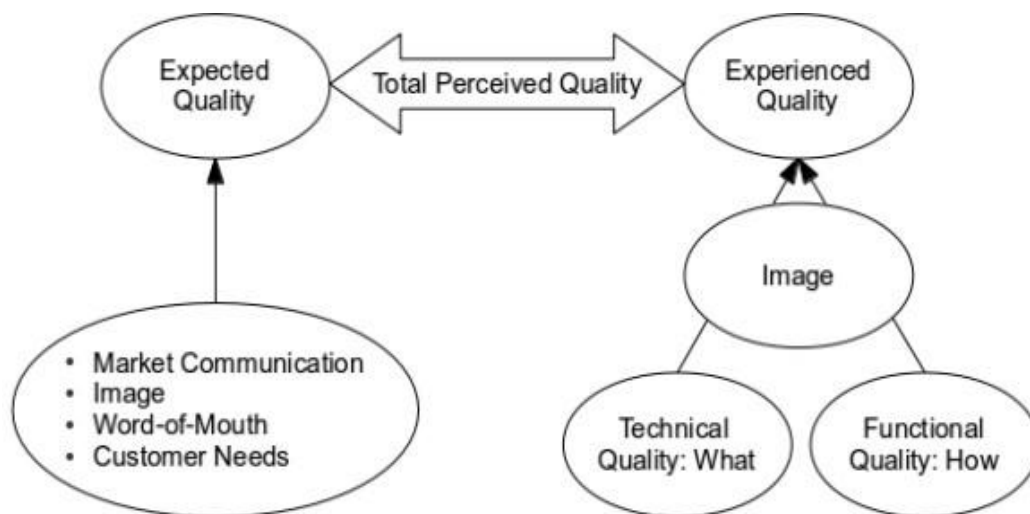 Expected
Quality
Total Perceived Quality
Experienced
Quality
Image
• Market Communication
• Image
• Word-of-Mouth
• Customer Needs
Technical
Quality: What
Functional
Quality: How